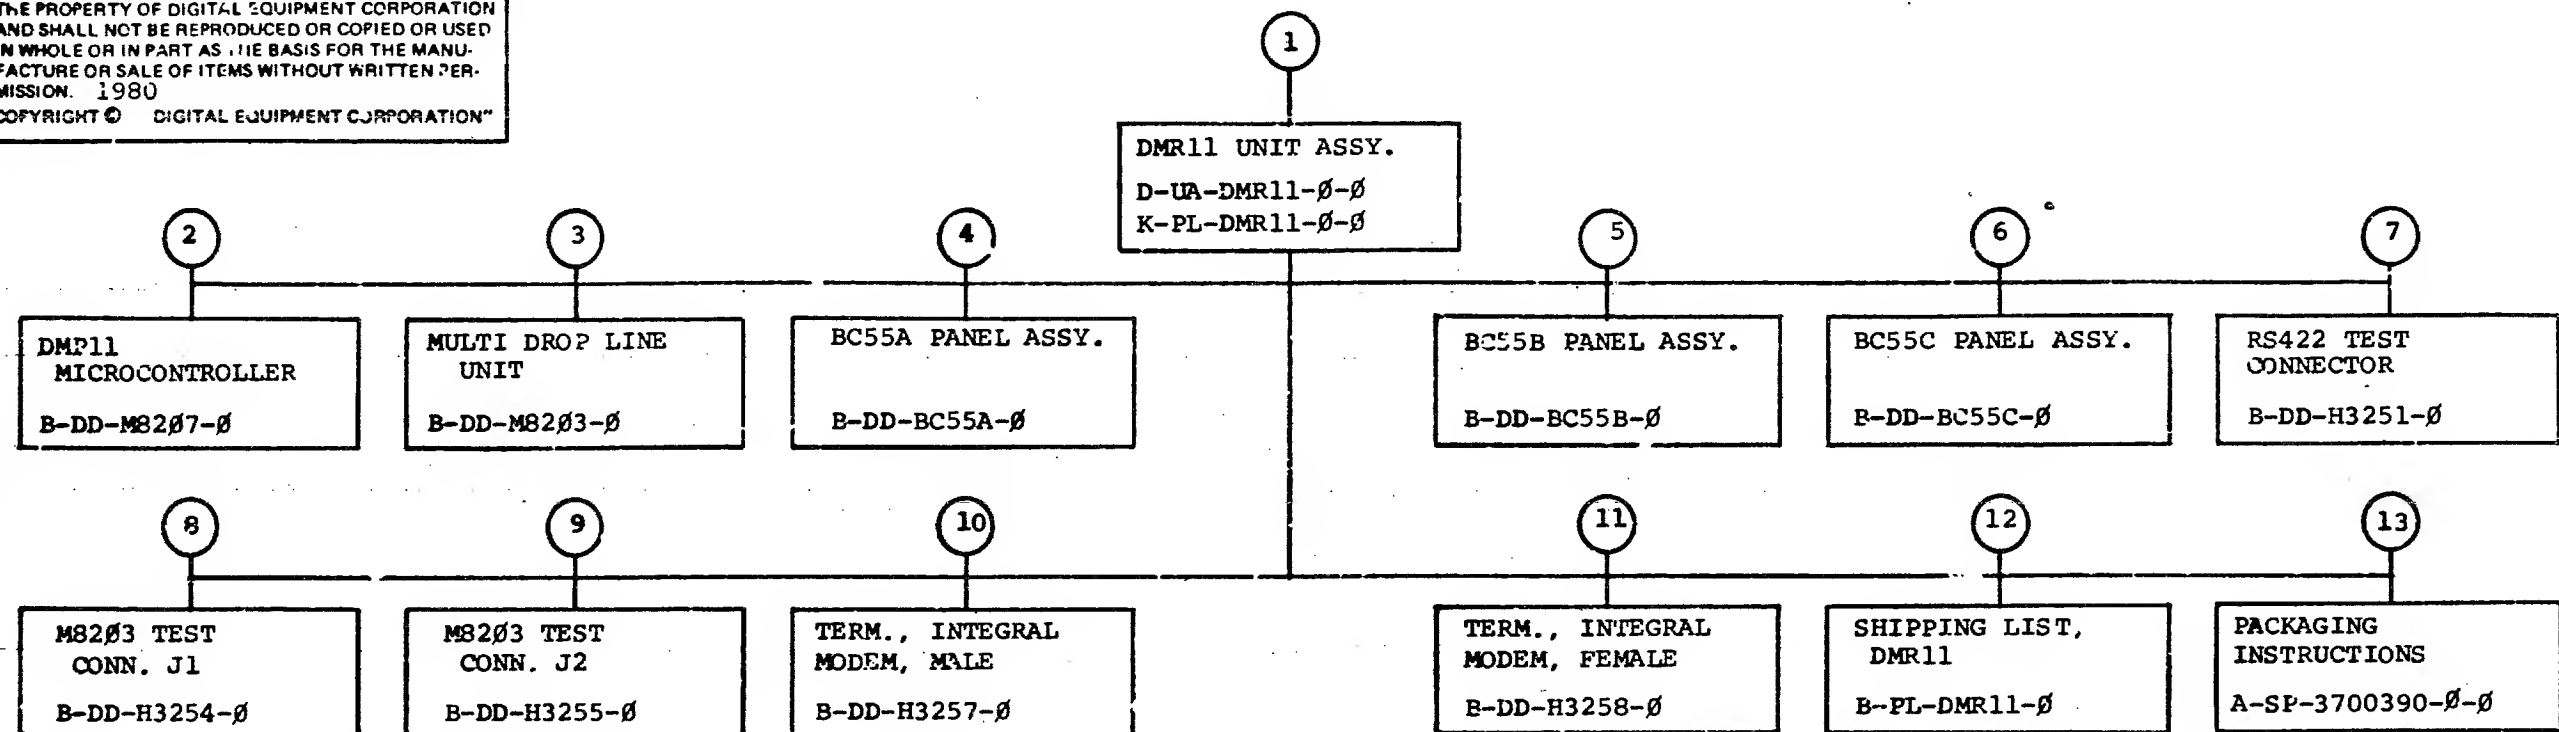 THE PROPERTY OF DIGITAL EQUIPMENT CORPORATION
AND SHALL NOT BE REPRODUCED OR COPIED OR USED
IN WHOLE OR IN PART AS THE BASIS FOR THE MANU-
FACTURE OR SALE OF ITEMS WITHOUT WRITTEN PER-
MISSION. 1980
COPYRIGHT © DIGITAL EQUIPMENT CORPORATION"
1
DMR11 UNIT ASSY.
D-UA-DMR11-Ø-Ø
K-PL-DMR11-Ø-Ø
2
DMP11
MICROCONTROLLER
B-DD-M82Ø7-Ø
3
MULTI DROP LINE
UNIT
B-DD-M82Ø3-Ø
4
BC55A PANEL ASSY.
B-DD-BC55A-Ø
5
BC55B PANEL ASSY.
B-DD-BC55B-Ø
6
BC55C PANEL ASSY.
B-DD-BC55C-Ø
7
RS422 TEST
CONNECTOR
B-DD-H3251-Ø
8
M82Ø3 TEST
CONN. J1
B-DD-H3254-Ø
9
M82Ø3 TEST
CONN. J2
B-DD-H3255-Ø
10
TERM., INTEGRAL
MODEM, MALE
B-DD-H3257-Ø
11
TERM., INTEGRAL
MODEM, FEMALE
B-DD-H3258-Ø
12
SHIPPING LIST,
DMR11
B-PL-DMR11-Ø
13
PACKAGING
INSTRUCTIONS
A-SP-3700390-Ø-Ø